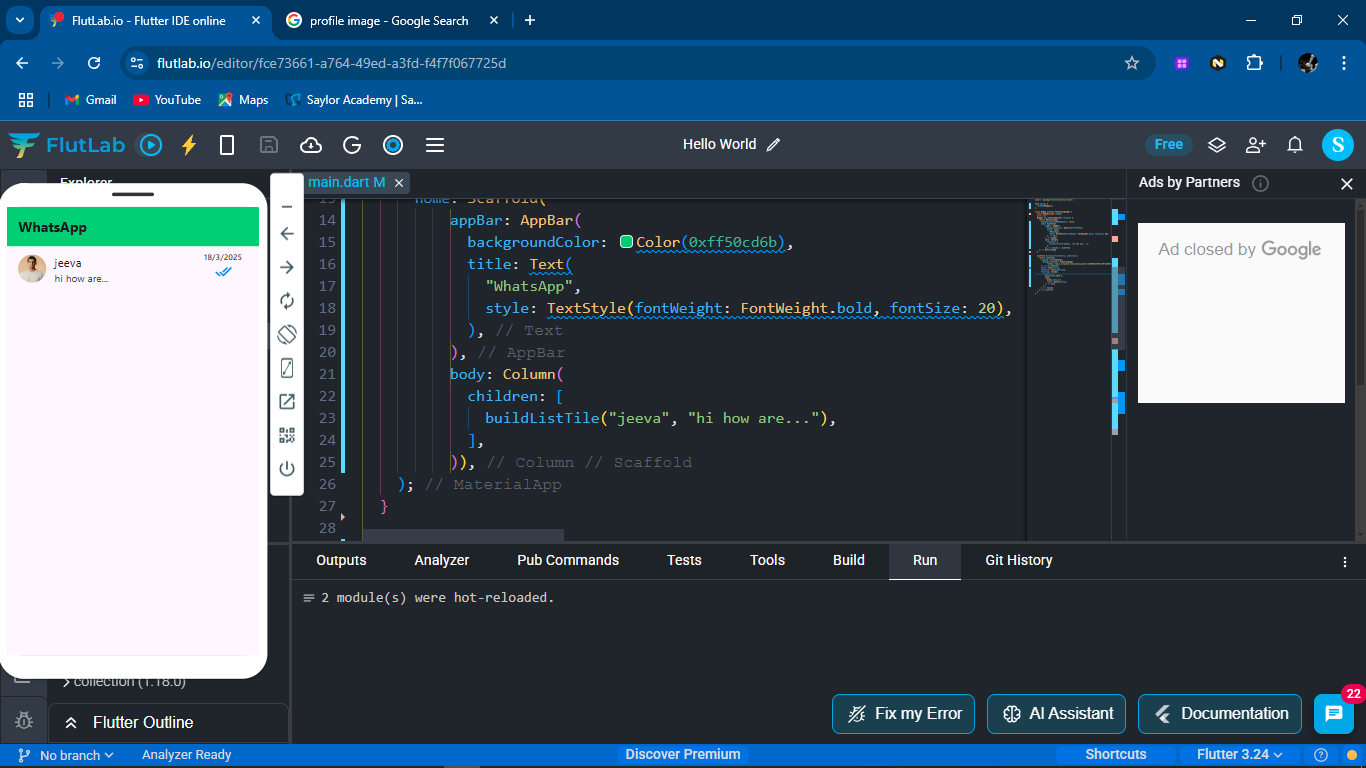 FlutLab.io - Flutter IDE online
profile image - Google Search
flutlab.io/editor/fce73661-a764-49ed-a3fd-f4f7f067725d
Gmail
YouTube
Maps
Saylor Academy | Sa...
FlutLab
Hello World
Free
S
Explorer
main.dart M
Ads by Partners
Ad closed by Google
WhatsApp
jeeva
18/3/2025
hi how are...
13 home: Scaffold(
14 appBar: AppBar(
15 backgroundColor: Color(0xff50cd6b),
16 title: Text(
17 "WhatsApp",
18 style: TextStyle(fontWeight: FontWeight.bold, fontSize: 20),
19 ), // Text
20 ), // AppBar
21 body: Column(
22 children: [
23 buildListTile("jeeva", "hi how are..."),
24 ],
25 )), // Column // Scaffold
26 ); // MaterialApp
27 }
28
Outputs
Analyzer
Pub Commands
Tests
Tools
Build
Run
Git History
2 module(s) were hot-reloaded.
collection (1.18.0)
Flutter Outline
Fix my Error
AI Assistant
Documentation
22
No branch
Analyzer Ready
Discover Premium
Shortcuts
Flutter 3.24